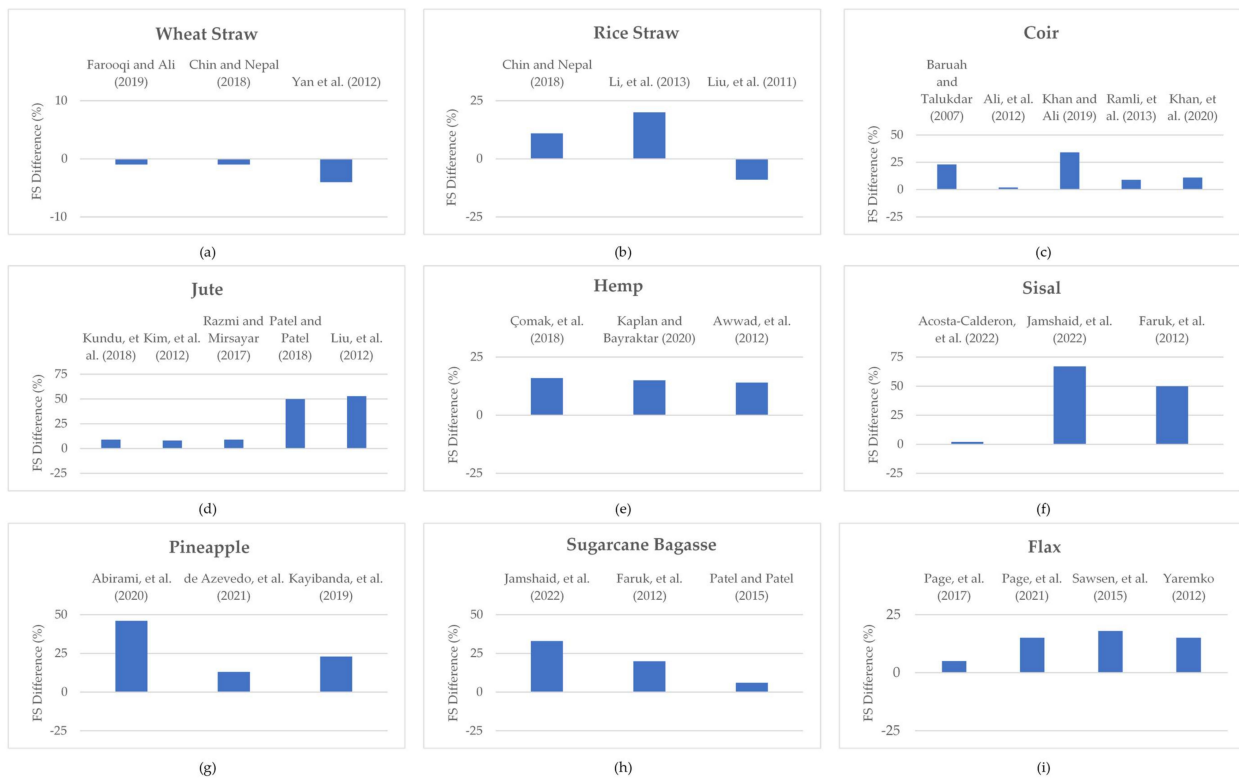 Wheat Straw
Farooqi and Ali
(2019)
Chin and Nepal
(2018)
Yan et al. (2012)
FS Difference (%)
10
0
-10
(a)
Rice Straw
Chin and Nepal
(2018)
Li, et al. (2013)
Liu, et al. (2011)
FS Difference (%)
25
0
-25
(b)
Coir
Baruah
and
Talukdar
(2007)
Ali, et al.
(2012)
Khan and
Ali (2019)
Ramli, et
al. (2013)
Khan, et
al. (2020)
FS Difference (%)
50
25
0
-25
(c)
Jute
Kundu, et
al. (2018)
Kim, et al.
(2012)
Razmi and
Mirsayar
(2017)
Patel and
Patel
(2018)
Liu, et al.
(2012)
FS Difference (%)
75
50
25
0
-25
(d)
Hemp
Çomak, et al.
(2018)
Kaplan and
Bayraktar (2020)
Awwad, et al.
(2012)
FS Difference (%)
25
0
-25
(e)
Sisal
Acosta-Calderon,
et al. (2022)
Jamshaid, et al.
(2022)
Faruk, et al.
(2012)
FS Difference (%)
75
50
25
0
-25
(f)
Pineapple
Abirami, et al.
(2020)
de Azevedo, et al.
(2021)
Kayibanda, et al.
(2019)
FS Difference (%)
50
25
0
-25
(g)
Sugarcane Bagasse
Jamshaid, et al.
(2022)
Faruk, et al.
(2012)
Patel and Patel
(2015)
FS Difference (%)
50
25
0
-25
(h)
Flax
Page, et al.
(2017)
Page, et al.
(2021)
Sawsen, et al.
(2015)
Yaremko
(2012)
FS Difference (%)
25
0
-25
(i)